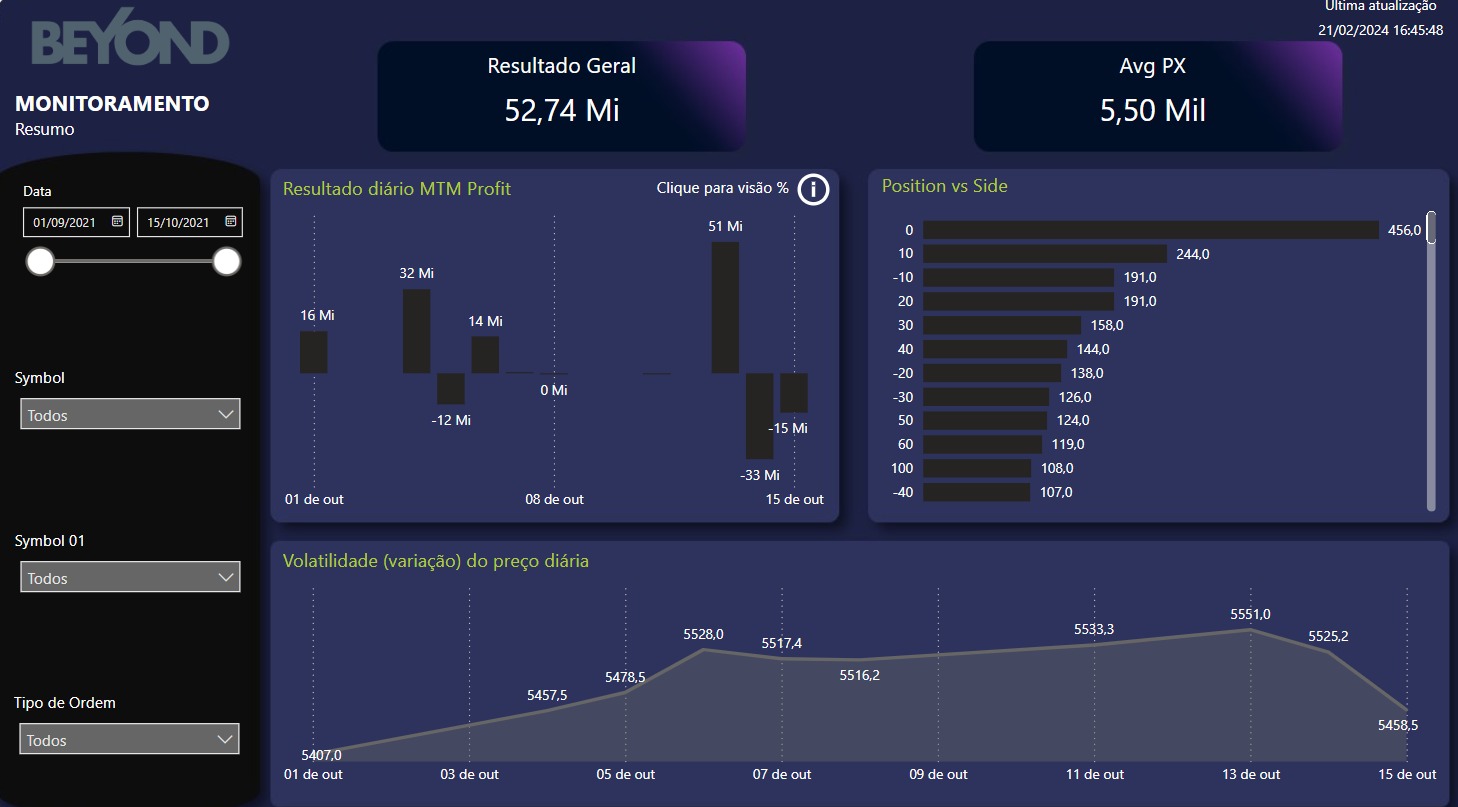 BEYOND
MONITORAMENTO
Resumo
Resultado Geral
52,74 Mi
Avg PX
5,50 Mil
Ultima atualização
21/02/2024 16:45:48
Data
01/09/2021
15/10/2021
Symbol
Todos
Symbol 01
Todos
Tipo de Ordem
Todos
Resultado diário MTM Profit
Clique para visão %
i
16 Mi
32 Mi
-12 Mi
14 Mi
0 Mi
51 Mi
-33 Mi
-15 Mi
01 de out
08 de out
15 de out
Position vs Side
0 456,0
10 244,0
-10 191,0
20 191,0
30 158,0
40 144,0
-20 138,0
-30 126,0
50 124,0
60 119,0
100 108,0
-40 107,0
Volatilidade (variação) do preço diária
5407,0
5457,5
5478,5
5528,0
5517,4
5516,2
5533,3
5551,0
5525,2
5458,5
01 de out
03 de out
05 de out
07 de out
09 de out
11 de out
13 de out
15 de out